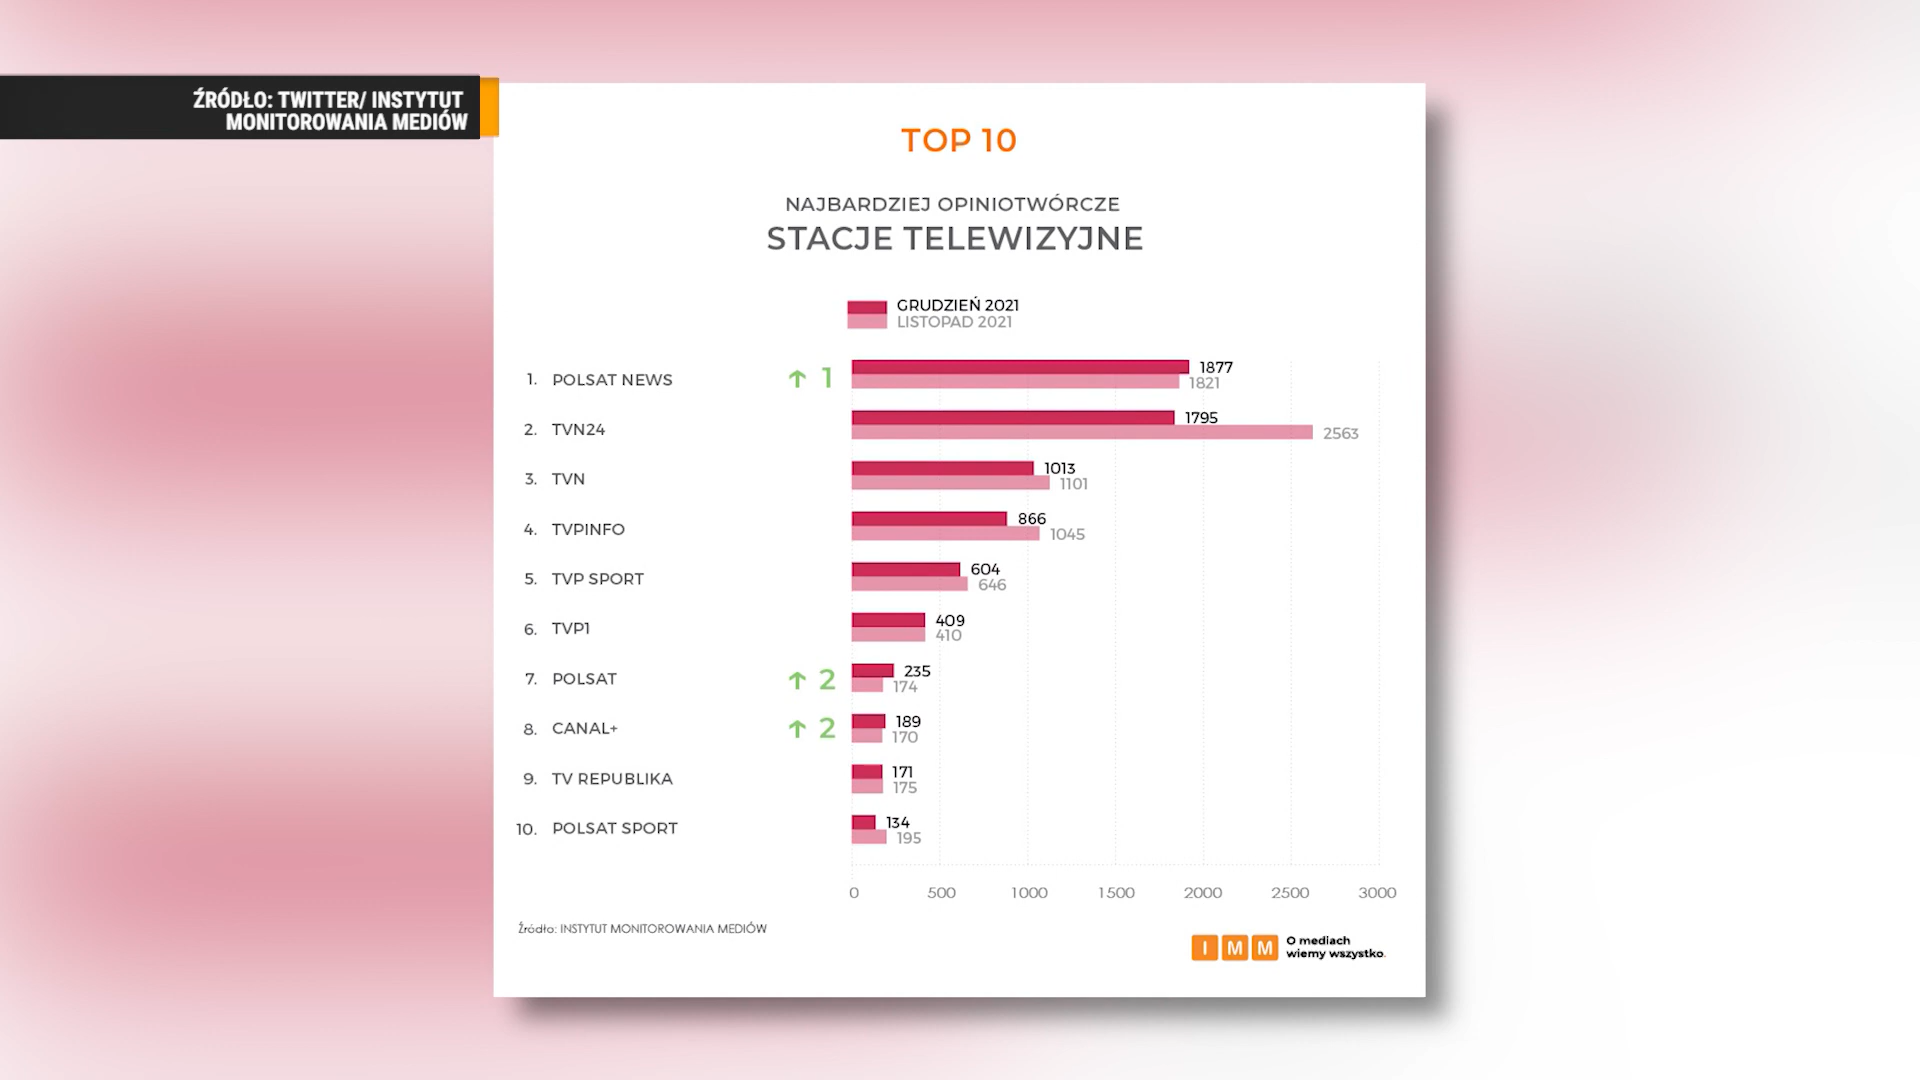 ŹRÓDŁO: TWITTER/ INSTYTUT
MONITOROWANIA MEDIÓW
TOP 10
NAJBARDZIEJ OPINIOTWÓRCZE
STACJE TELEWIZYJNE
GRUDZIEŃ 2021
LISTOPAD 2021
1. POLSAT NEWS ↑ 1 1877
1821
2. TVN24 1795
2563
3. TVN 1013
1101
4. TVPINFO 866
1045
5. TVP SPORT 604
646
6. TVP1 409
410
7. POLSAT ↑ 2 235
174
8. CANAL+ ↑ 2 189
170
9. TV REPUBLIKA 171
175
10. POLSAT SPORT 134
195
0 500 1000 1500 2000 2500 3000
Źródło: INSTYTUT MONITOROWANIA MEDIÓW
IMM O mediach
wiemy wszystko.